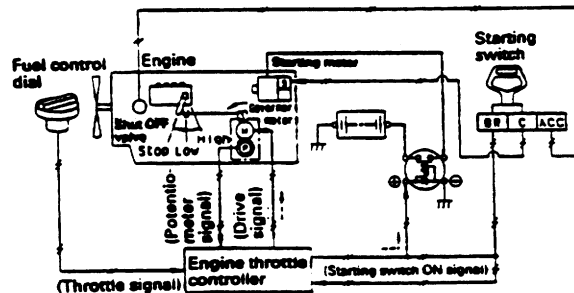 Engine
Starting motor
Starting
switch
Fuel control
dial
S
Governor
motor
Shut OFF
valve
HIGH
Stop Low
M
P
BR C ACC
(Potentio-
meter
signal)
(Drive
signal)
Engine throttle
controller
(Throttle signal)
(Starting switch ON signal)